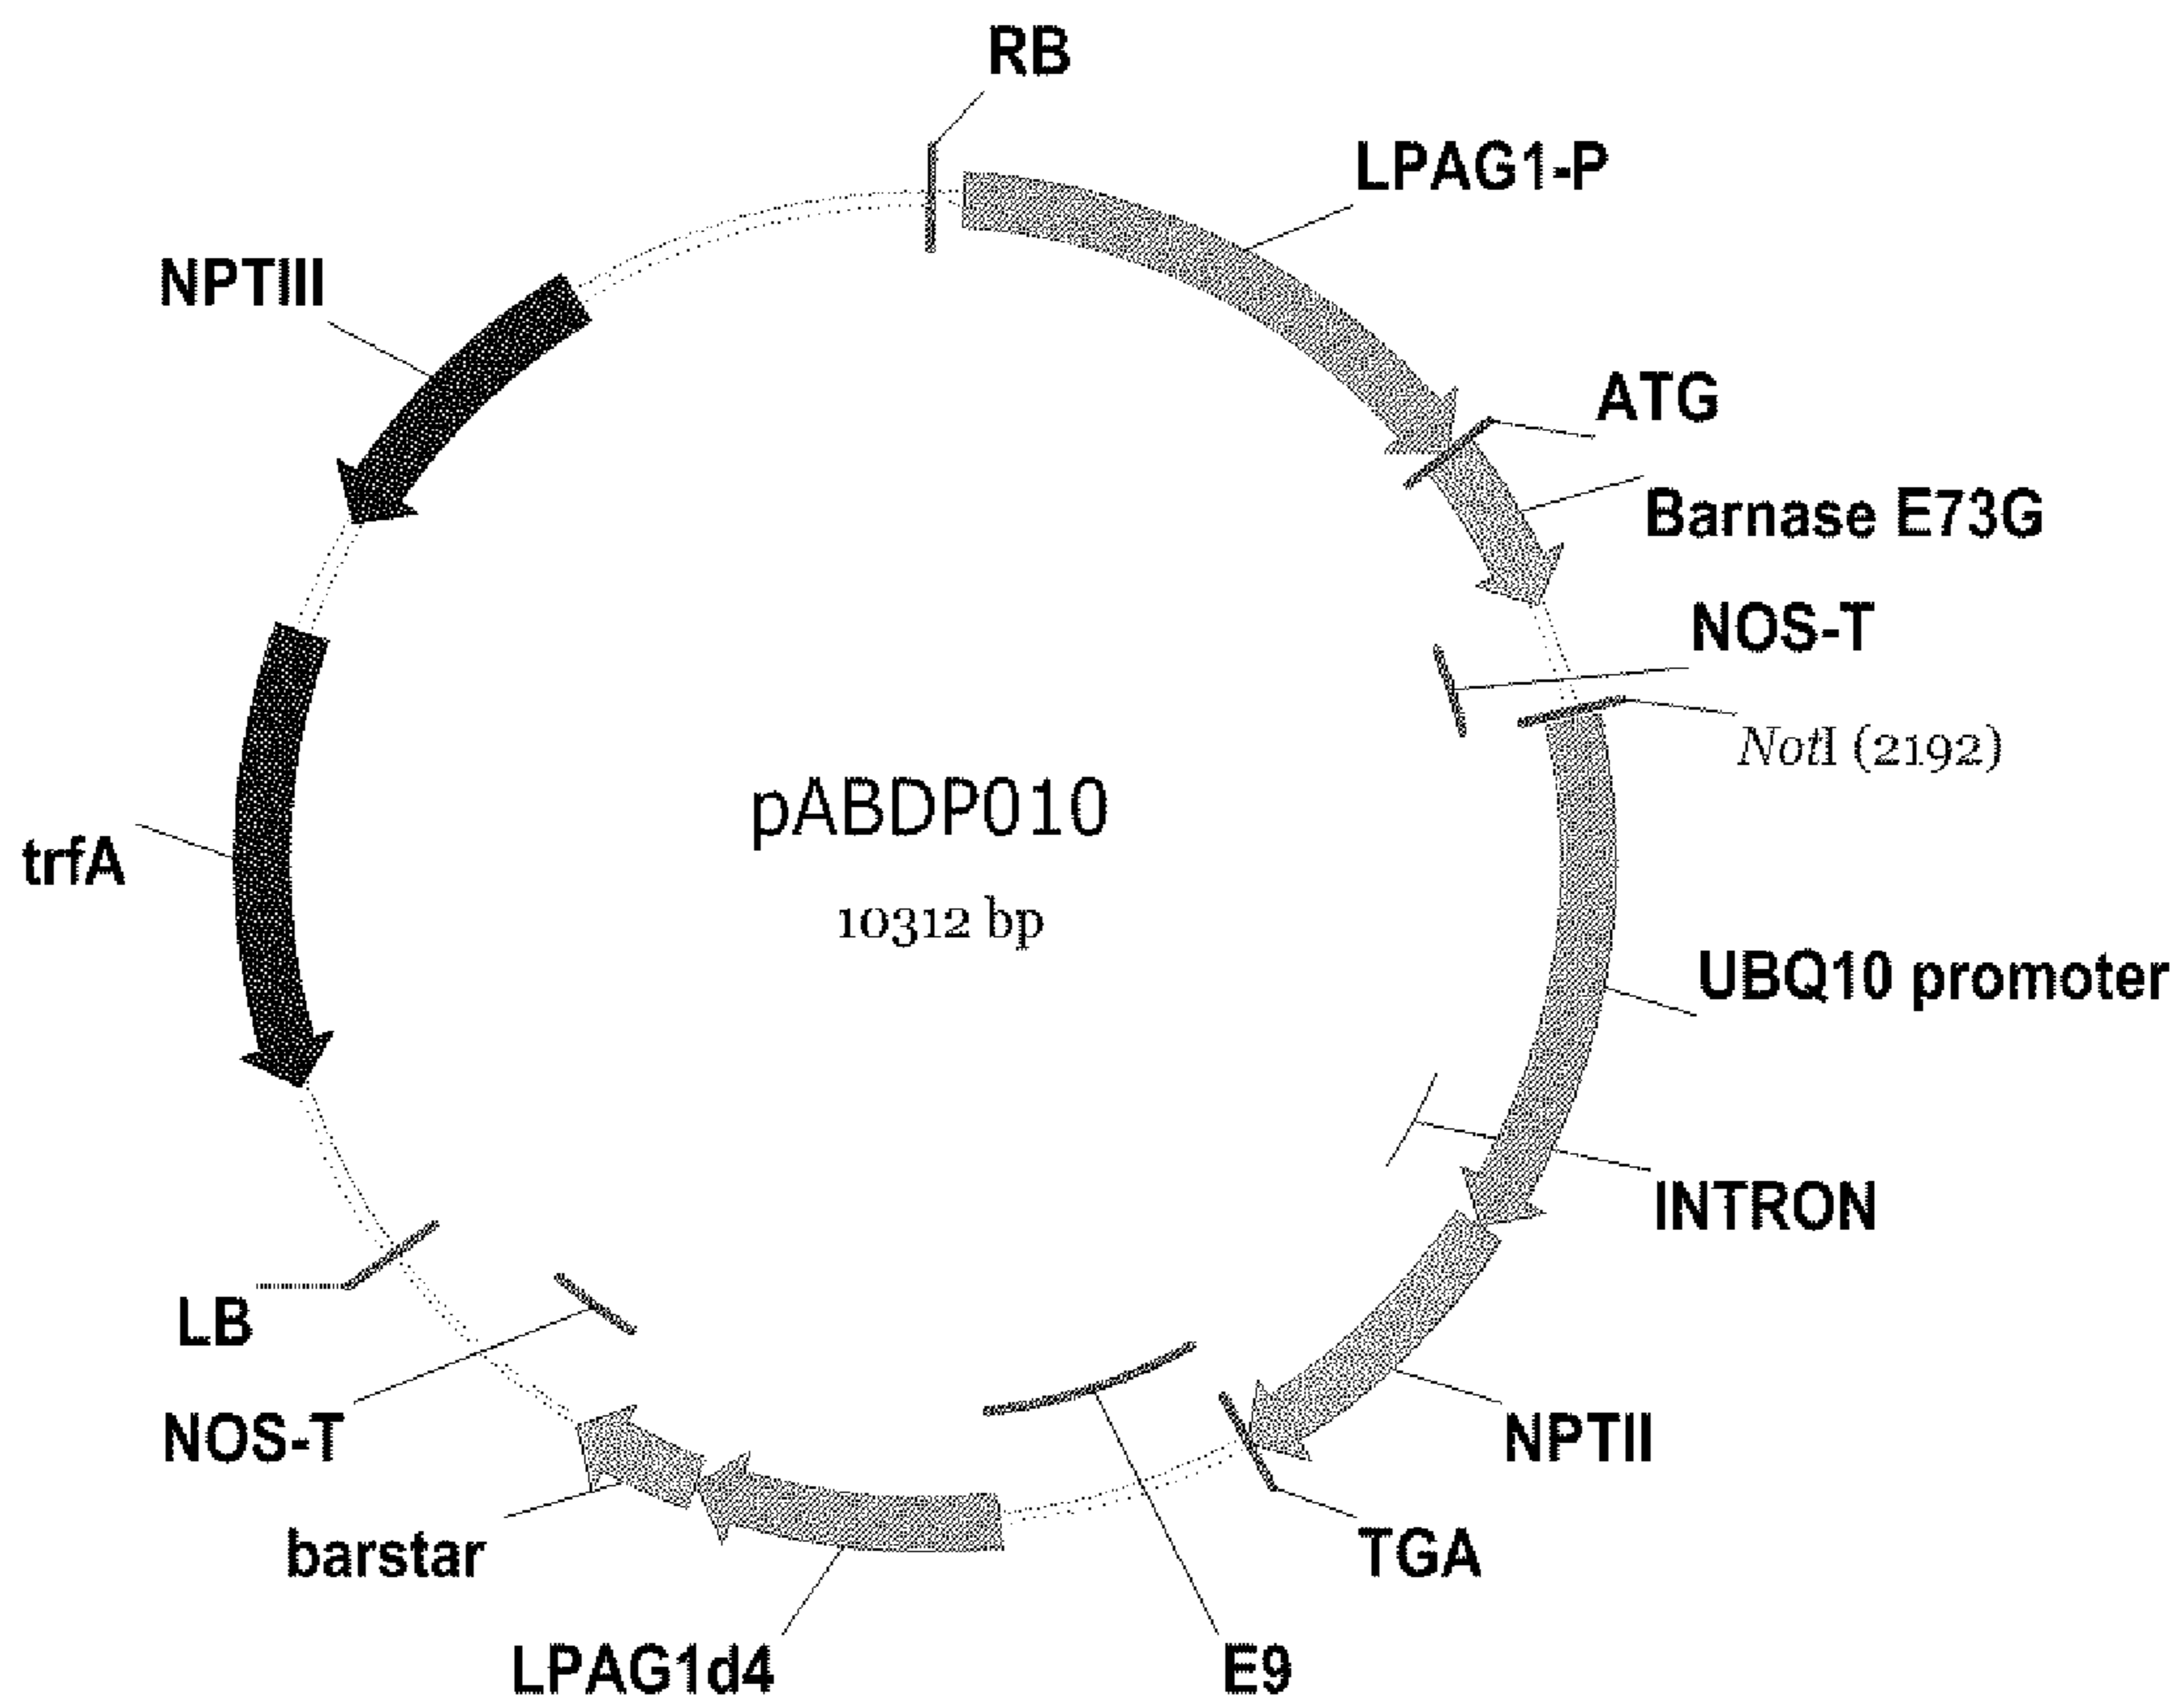 RB
LPAG1-P
NPTIII
ATG
Barnase E73G
NOS-T
NotI (2192)
pABDP010
10312 bp
trfA
UBQ10 promoter
INTRON
LB
NOS-T
NPTII
barstar
TGA
LPAG1d4
E9